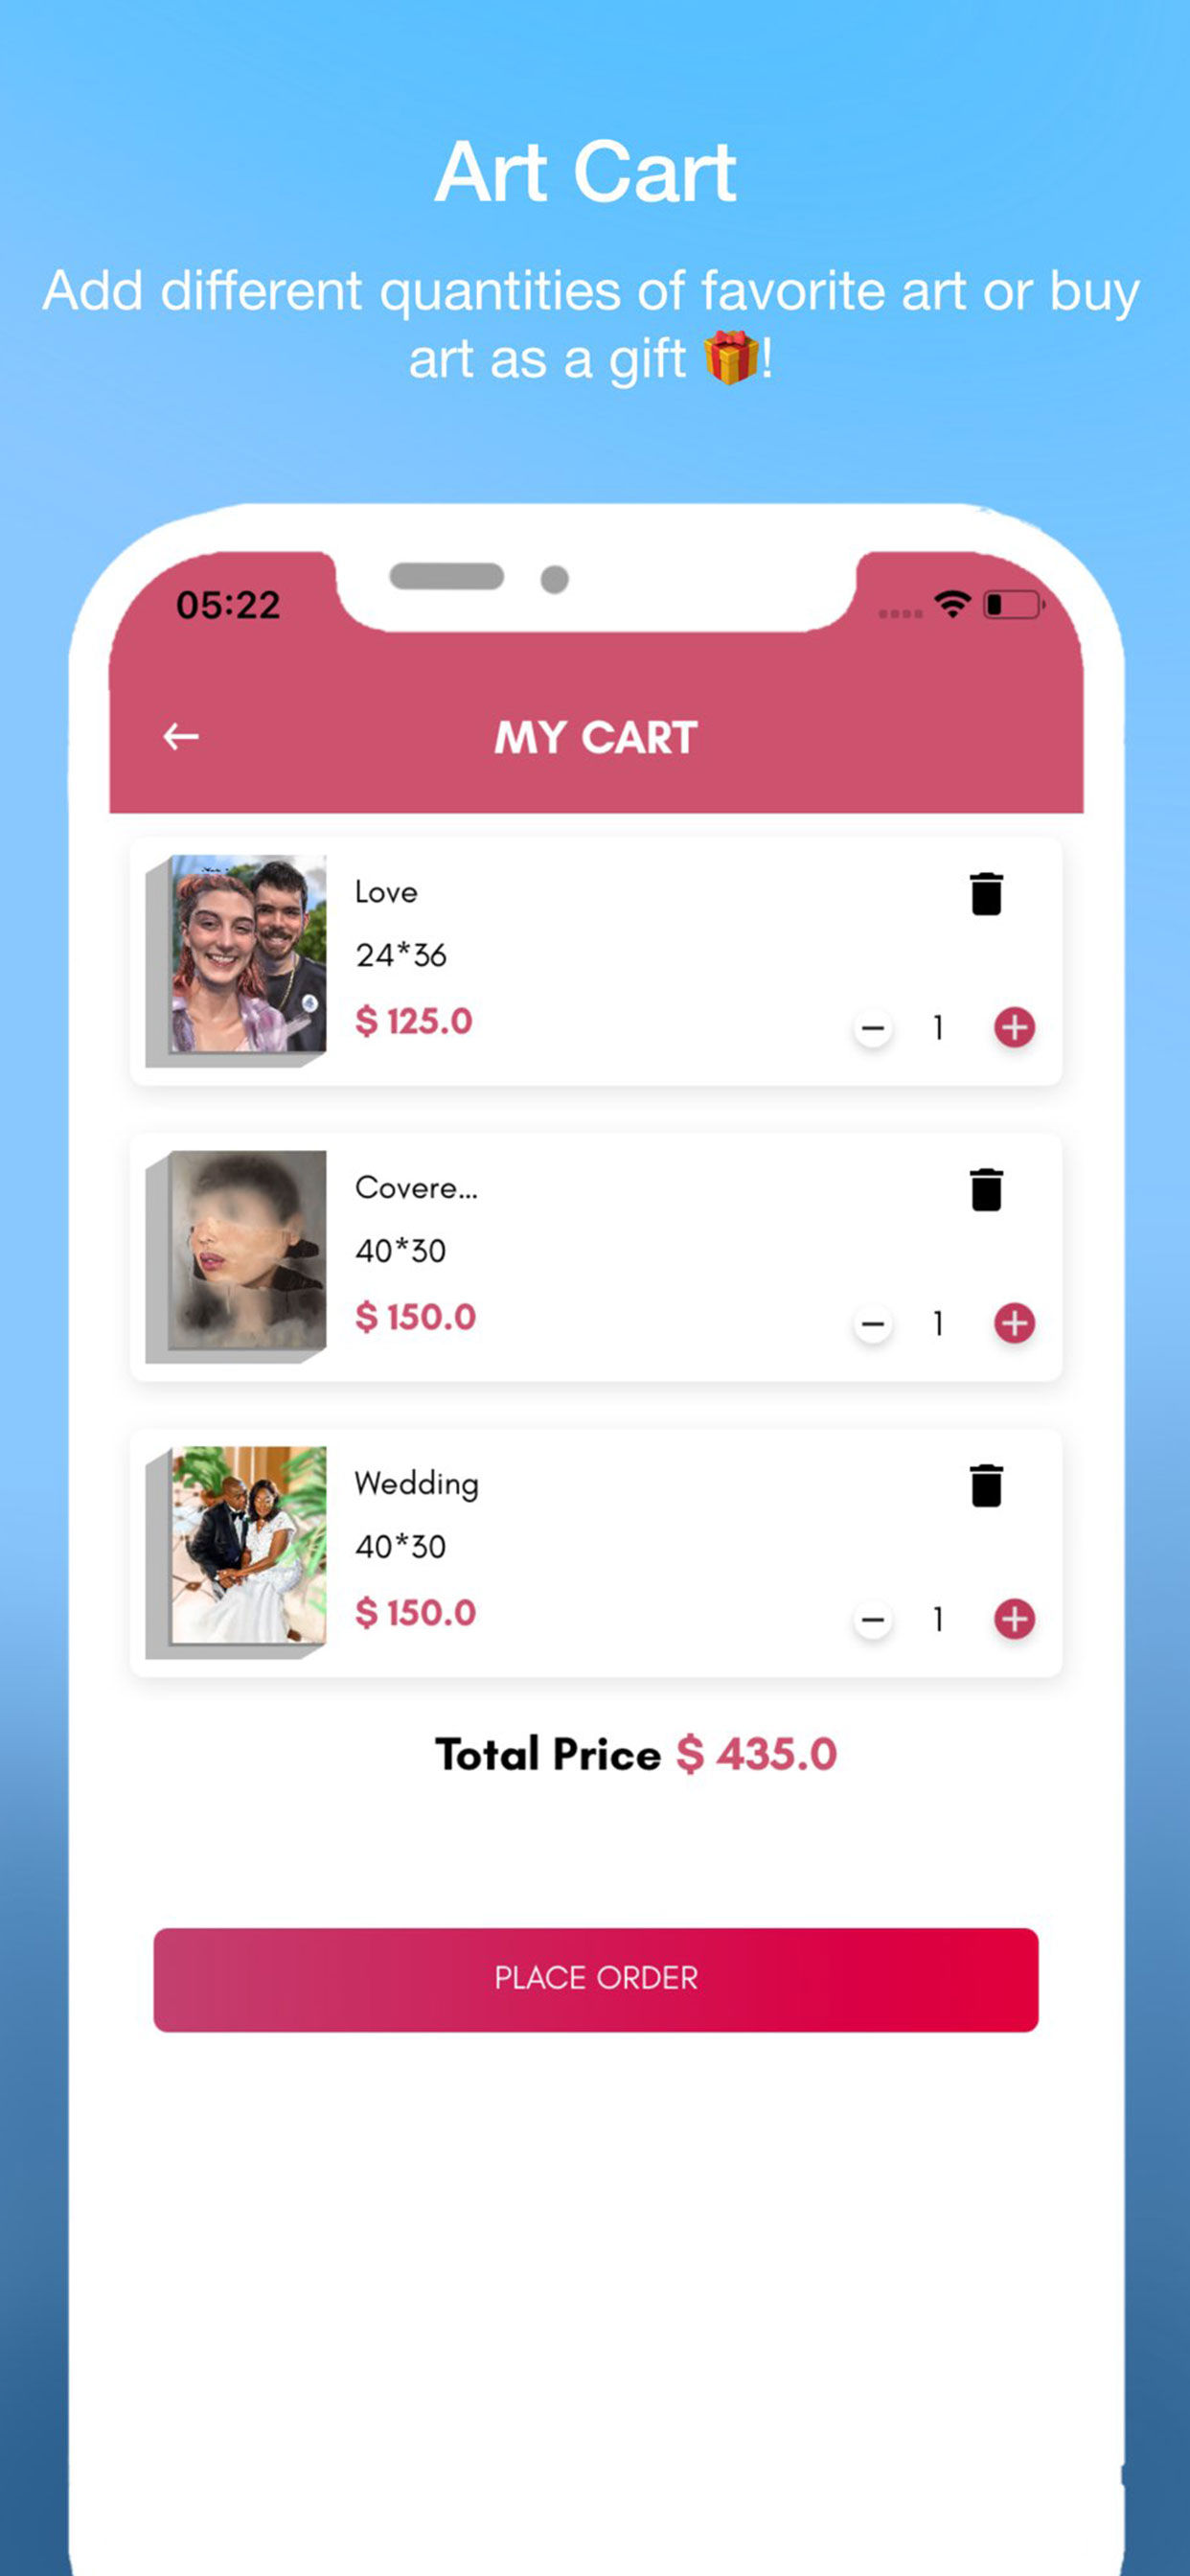 Art Cart
Add different quantities of favorite art or buy
art as a gift 🎁!
05:22
MY CART
Love
24*36
$ 125.0
1
Covere...
40*30
$ 150.0
1
Wedding
40*30
$ 150.0
1
Total Price $ 435.0
PLACE ORDER